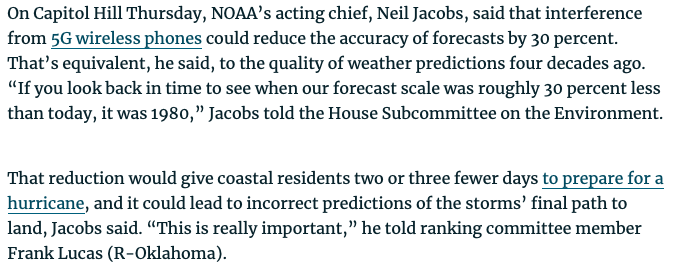 On Capitol Hill Thursday, NOAA’s acting chief, Neil Jacobs, said that interference
from 5G wireless phones could reduce the accuracy of forecasts by 30 percent.
That’s equivalent, he said, to the quality of weather predictions four decades ago.
“If you look back in time to see when our forecast scale was roughly 30 percent less
than today, it was 1980,” Jacobs told the House Subcommittee on the Environment.
That reduction would give coastal residents two or three fewer days to prepare for a
hurricane, and it could lead to incorrect predictions of the storms’ final path to
land, Jacobs said. “This is really important,” he told ranking committee member
Frank Lucas (R-Oklahoma).